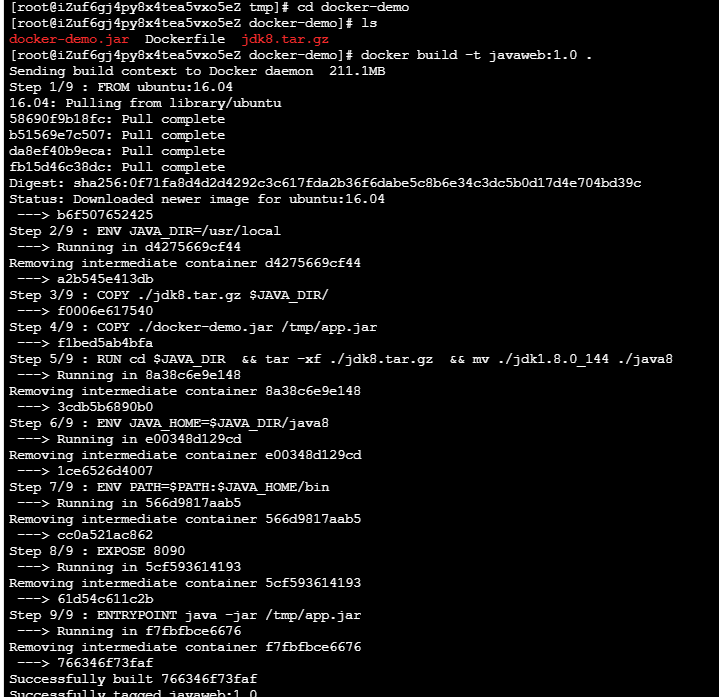 [root@iZuf6gj4py8x4tea5vxo5eZ tmp]# cd docker-demo
[root@iZuf6gj4py8x4tea5vxo5eZ docker-demo]# ls
docker-demo.jar  Dockerfile  jdk8.tar.gz
[root@iZuf6gj4py8x4tea5vxo5eZ docker-demo]# docker build -t javaweb:1.0 .
Sending build context to Docker daemon  211.1MB
Step 1/9 : FROM ubuntu:16.04
16.04: Pulling from library/ubuntu
58690f9b18fc: Pull complete
b51569e7c507: Pull complete
da8ef40b9eca: Pull complete
fb15d46c38dc: Pull complete
Digest: sha256:0f71fa8d4d2d4292c3c617fda2b36f6dabe5c8b6e34c3dc5b0d17d4e704bd39c
Status: Downloaded newer image for ubuntu:16.04
 ---> b6f507652425
Step 2/9 : ENV JAVA_DIR=/usr/local
 ---> Running in d4275669cf44
Removing intermediate container d4275669cf44
 ---> a2b545e413db
Step 3/9 : COPY ./jdk8.tar.gz $JAVA_DIR/
 ---> f0006e617540
Step 4/9 : COPY ./docker-demo.jar /tmp/app.jar
 ---> f1bed5ab4bfa
Step 5/9 : RUN cd $JAVA_DIR  && tar -xf ./jdk8.tar.gz  && mv ./jdk1.8.0_144 ./java8
 ---> Running in 8a38c6e9e148
Removing intermediate container 8a38c6e9e148
 ---> 3cdb5b6890b0
Step 6/9 : ENV JAVA_HOME=$JAVA_DIR/java8
 ---> Running in e00348d129cd
Removing intermediate container e00348d129cd
 ---> 1ce6526d4007
Step 7/9 : ENV PATH=$PATH:$JAVA_HOME/bin
 ---> Running in 566d9817aab5
Removing intermediate container 566d9817aab5
 ---> cc0a521ac862
Step 8/9 : EXPOSE 8090
 ---> Running in 5cf593614193
Removing intermediate container 5cf593614193
 ---> 61d54c611c2b
Step 9/9 : ENTRYPOINT java -jar /tmp/app.jar
 ---> Running in f7fbfbce6676
Removing intermediate container f7fbfbce6676
 ---> 766346f73faf
Successfully built 766346f73faf
Successfully tagged javaweb:1.0